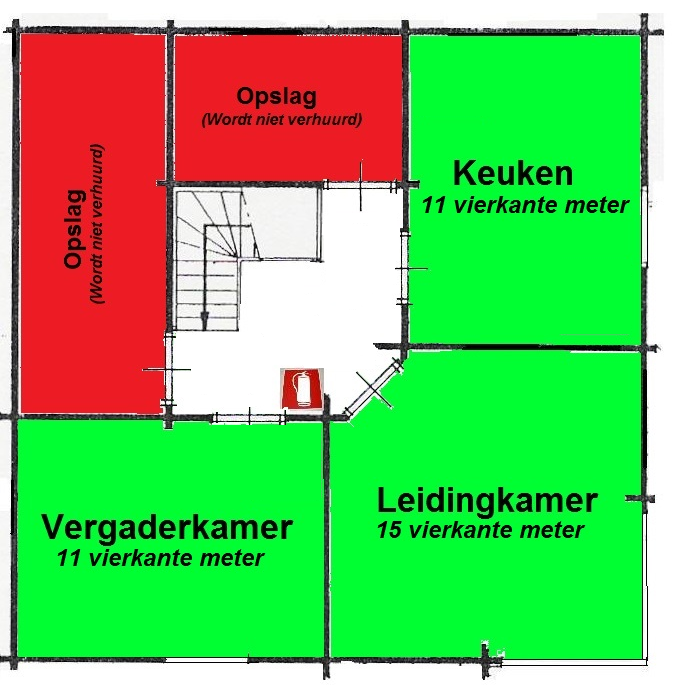 Opslag
(Wordt niet verhuurd)
Opslag
(Wordt niet verhuurd)
Keuken
11 vierkante meter
Vergaderkamer
11 vierkante meter
Leidingkamer
15 vierkante meter